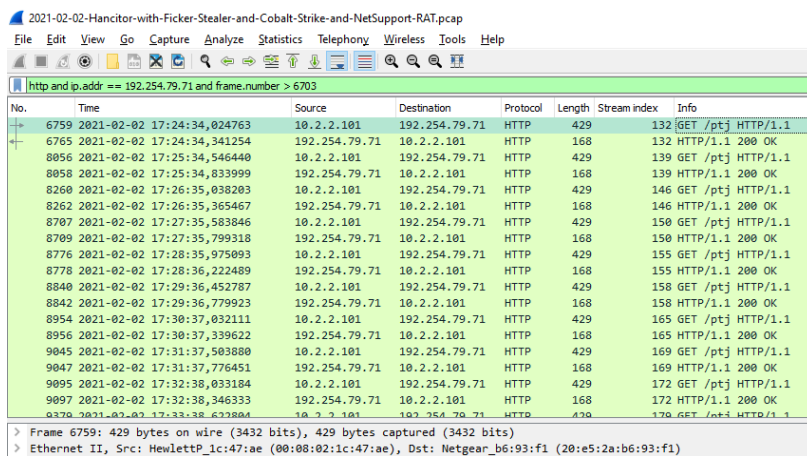 2021-02-02-Hancitor-with-Ficker-Stealer-and-Cobalt-Strike-and-NetSupport-RAT.pcap
File Edit View Go Capture Analyze Statistics Telephony Wireless Tools Help
http and ip.addr == 192.254.79.71 and frame.number > 6703
No. Time Source Destination Protocol Length Stream index Info
6759 2021-02-02 17:24:34,024763 10.2.2.101 192.254.79.71 HTTP 429 132 GET /ptj HTTP/1.1
6765 2021-02-02 17:24:34,341254 192.254.79.71 10.2.2.101 HTTP 168 132 HTTP/1.1 200 OK
8056 2021-02-02 17:25:34,546440 10.2.2.101 192.254.79.71 HTTP 429 139 GET /ptj HTTP/1.1
8058 2021-02-02 17:25:34,833999 192.254.79.71 10.2.2.101 HTTP 168 139 HTTP/1.1 200 OK
8260 2021-02-02 17:26:35,038203 10.2.2.101 192.254.79.71 HTTP 429 146 GET /ptj HTTP/1.1
8262 2021-02-02 17:26:35,365467 192.254.79.71 10.2.2.101 HTTP 168 146 HTTP/1.1 200 OK
8707 2021-02-02 17:27:35,583846 10.2.2.101 192.254.79.71 HTTP 429 150 GET /ptj HTTP/1.1
8709 2021-02-02 17:27:35,799318 192.254.79.71 10.2.2.101 HTTP 168 150 HTTP/1.1 200 OK
8776 2021-02-02 17:28:35,975093 10.2.2.101 192.254.79.71 HTTP 429 155 GET /ptj HTTP/1.1
8778 2021-02-02 17:28:36,222489 192.254.79.71 10.2.2.101 HTTP 168 155 HTTP/1.1 200 OK
8840 2021-02-02 17:29:36,452787 10.2.2.101 192.254.79.71 HTTP 429 158 GET /ptj HTTP/1.1
8842 2021-02-02 17:29:36,779923 192.254.79.71 10.2.2.101 HTTP 168 158 HTTP/1.1 200 OK
8954 2021-02-02 17:30:37,032111 10.2.2.101 192.254.79.71 HTTP 429 165 GET /ptj HTTP/1.1
8956 2021-02-02 17:30:37,339622 192.254.79.71 10.2.2.101 HTTP 168 165 HTTP/1.1 200 OK
9045 2021-02-02 17:31:37,503880 10.2.2.101 192.254.79.71 HTTP 429 169 GET /ptj HTTP/1.1
9047 2021-02-02 17:31:37,776451 192.254.79.71 10.2.2.101 HTTP 168 169 HTTP/1.1 200 OK
9095 2021-02-02 17:32:38,033184 10.2.2.101 192.254.79.71 HTTP 429 172 GET /ptj HTTP/1.1
9097 2021-02-02 17:32:38,346333 192.254.79.71 10.2.2.101 HTTP 168 172 HTTP/1.1 200 OK
9379 2021-02-02 17:33:38,622804 10.2.2.101 192.254.79.71 HTTP 429 179 GET /ptj HTTP/1.1
Frame 6759: 429 bytes on wire (3432 bits), 429 bytes captured (3432 bits)
Ethernet II, Src: HewlettP_1c:47:ae (00:08:02:1c:47:ae), Dst: Netgear_b6:93:f1 (20:e5:2a:b6:93:f1)